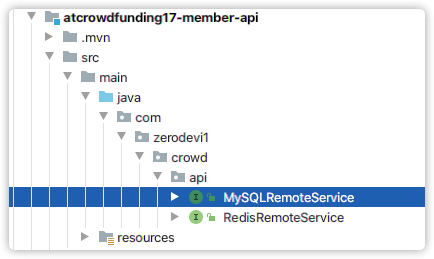 atcrowdfunding17-member-api
.mvn
src
main
java
com
zerodevi1
crowd
api
MySQLRemoteService
RedisRemoteService
resources